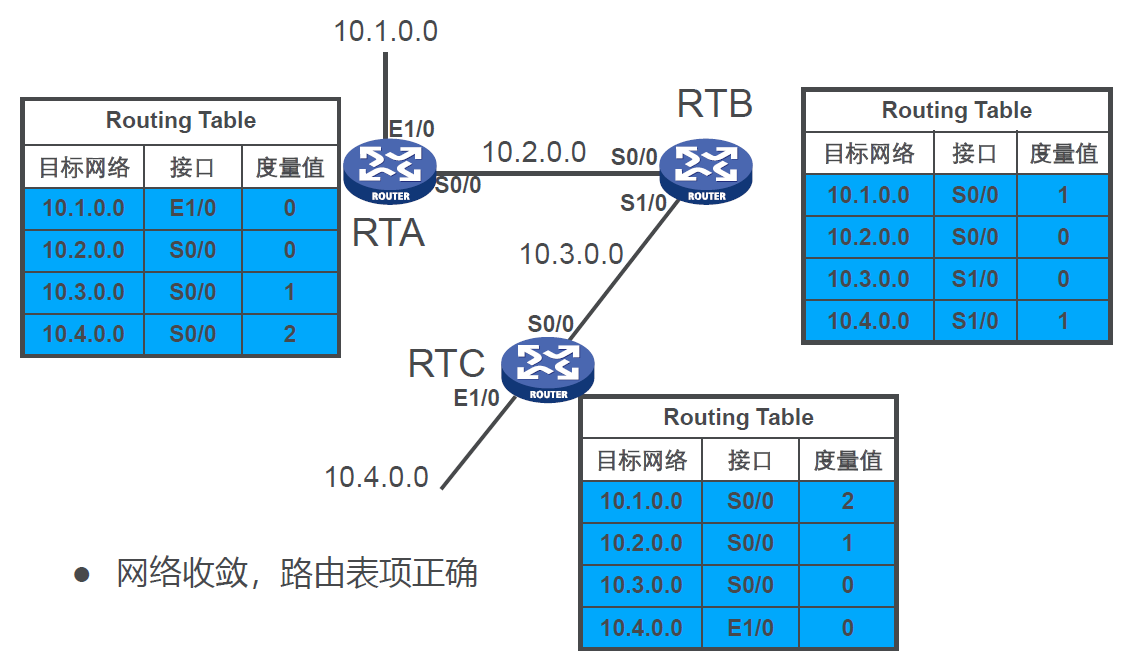 10.1.0.0
Routing Table
目标网络 接口 度量值
10.1.0.0 E1/0 0
10.2.0.0 S0/0 0
10.3.0.0 S0/0 1
10.4.0.0 S0/0 2
E1/0
ROUTER
S0/0
RTA
10.2.0.0
RTB
S0/0
ROUTER
S1/0
Routing Table
目标网络 接口 度量值
10.1.0.0 S0/0 1
10.2.0.0 S0/0 0
10.3.0.0 S1/0 0
10.4.0.0 S1/0 1
10.3.0.0
S0/0
RTC
ROUTER
E1/0
10.4.0.0
Routing Table
目标网络 接口 度量值
10.1.0.0 S0/0 2
10.2.0.0 S0/0 1
10.3.0.0 S0/0 0
10.4.0.0 E1/0 0
● 网络收敛，路由表项正确